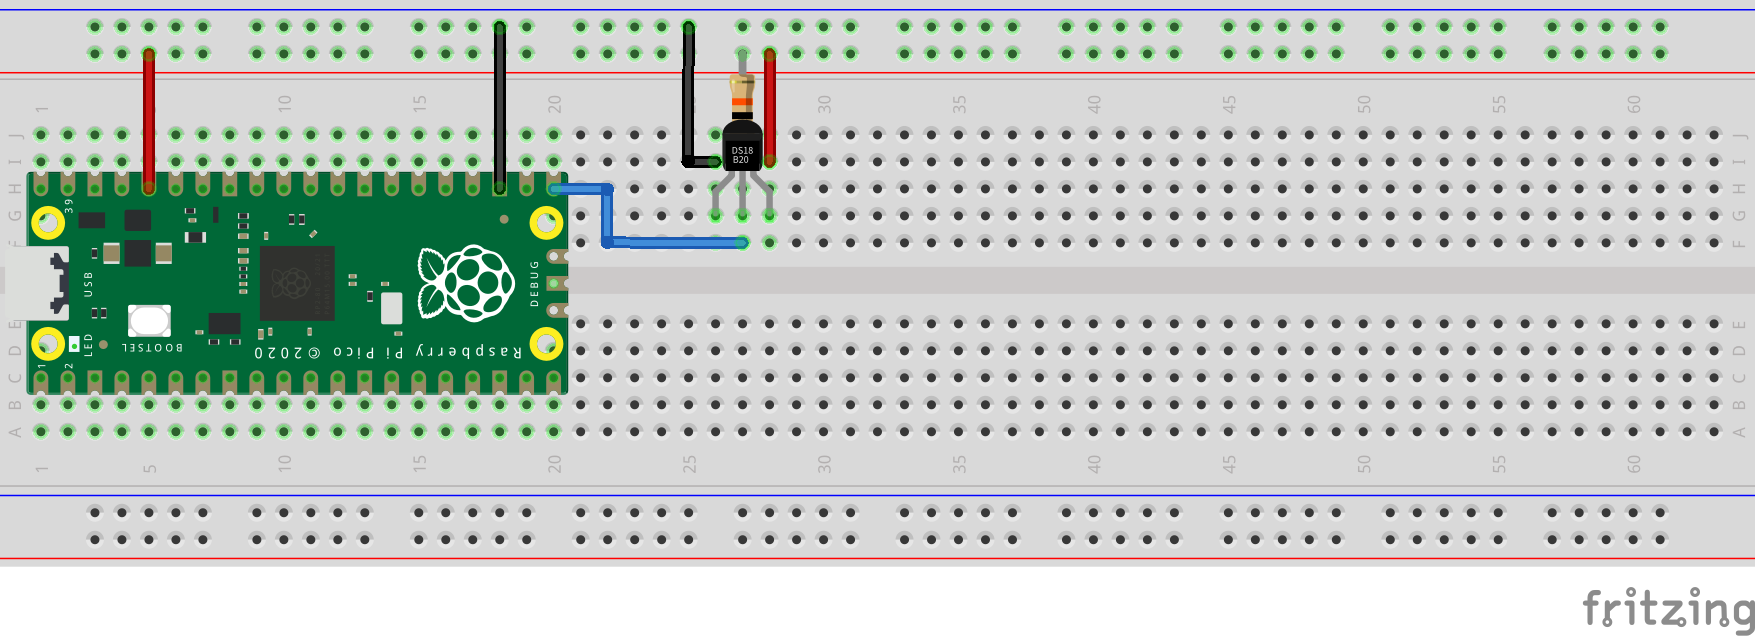 1 10 15 20 30 35 40 45 50 55 60
J J
I I
H H
G G
F
39
DS18
B20
USB
DEBUG
E E
D D
C C
B B
A A
LED
BOOTSEL
Raspberry Pi Pico © 2020
1
2
1 5 10 15 20 25 30 35 40 45 50 55 60
fritzing